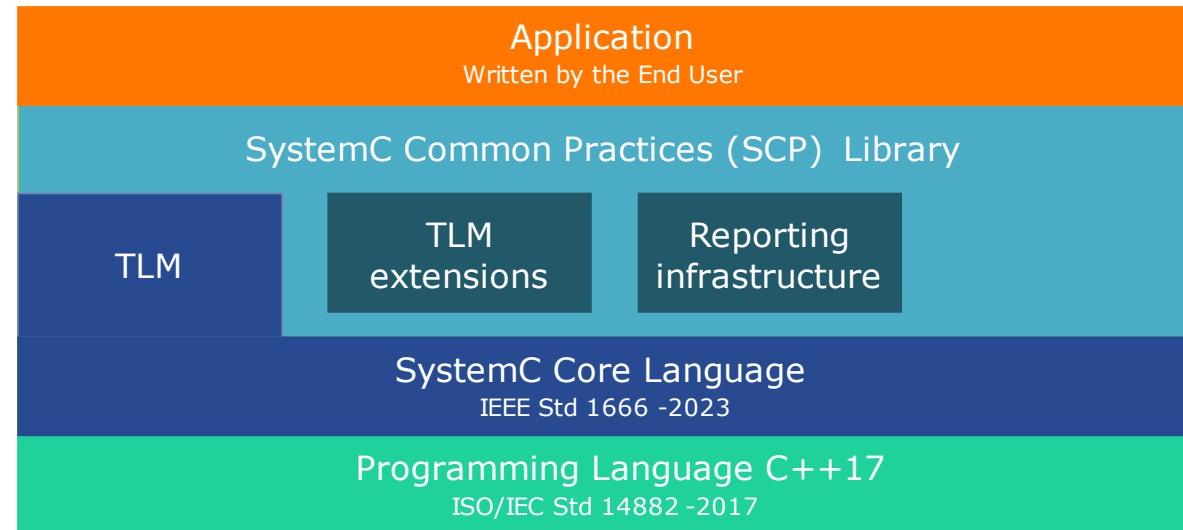 Application
Written by the End User
SystemC Common Practices (SCP) Library
TLM
TLM
extensions
Reporting
infrastructure
SystemC Core Language
IEEE Std 1666 -2023
Programming Language C++17
ISO/IEC Std 14882 -2017